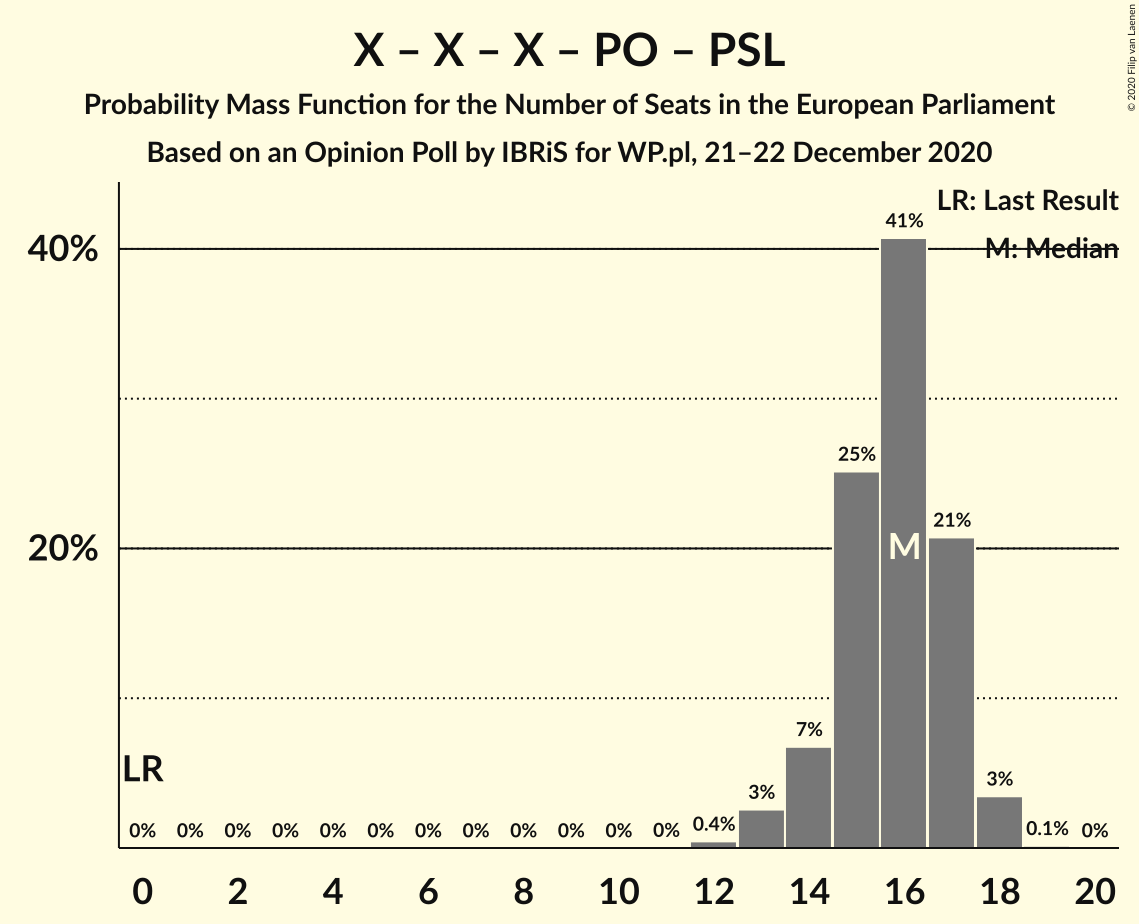 X – X – X – PO – PSL
Probability Mass Function for the Number of Seats in the European Parliament
Based on an Opinion Poll by IBRiS for WP.pl, 21–22 December 2020
© 2020 Filip van Laenen
LR: Last Result
M: Median
40%
20%
41%
25%
21%
M
7%
3%
3%
LR
0% 0% 0% 0% 0% 0% 0% 0% 0% 0% 0% 0% 0.4% 0.1% 0%
0 2 4 6 8 10 12 14 16 18 20